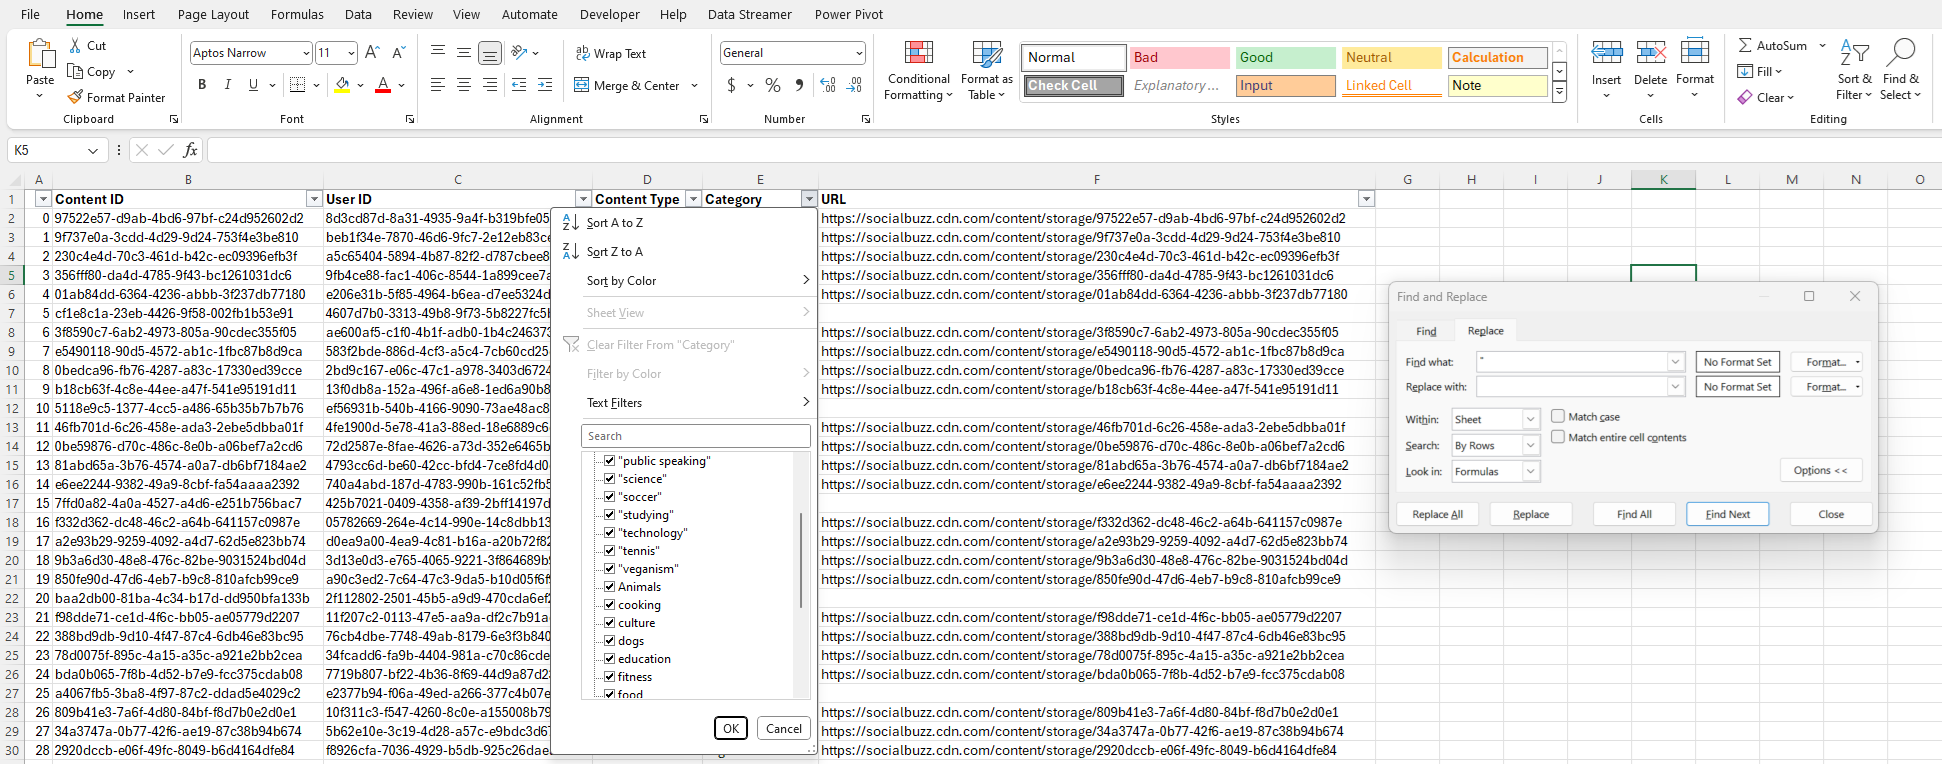 File Home Insert Page Layout Formulas Data Review View Automate Developer Help Data Streamer Power Pivot
Paste
Cut
Copy
Format Painter
Clipboard
Aptos Narrow 11 A A
B I U A
Font
ab Wrap Text
Merge & Center
Alignment
General
$ % 9
Number
Conditional Formatting
Format as Table
Normal Bad Good Neutral Calculation
Check Cell Explanatory ... Input Linked Cell Note
Styles
Insert Delete Format
Cells
AutoSum
Fill
Clear
Sort & Filter
Find & Select
Editing
K5 fx
A B C D E F G H I J K L M N O
1 Content ID User ID Content Type Category URL
2 0 97522e57-d9ab-4bd6-97bf-c24d952602d2 8d3cd87d-8a31-4935-9a4f-b319bfe05 https://socialbuzz.cdn.com/content/storage/97522e57-d9ab-4bd6-97bf-c24d952602d2
3 1 9f737e0a-3cdd-4d29-9d24-753f4e3be810 beb1f34e-7870-46d6-9fc7-2e12eb83ce https://socialbuzz.cdn.com/content/storage/9f737e0a-3cdd-4d29-9d24-753f4e3be810
4 2 230c4e4d-70c3-461d-b42c-ec09396efb3f a5c65404-5894-4b87-82f2-d787cbee8 https://socialbuzz.cdn.com/content/storage/230c4e4d-70c3-461d-b42c-ec09396efb3f
5 3 356fff80-da4d-4785-9f43-bc1261031dc6 9fb4ce88-fac1-406c-8544-1a899cee7a https://socialbuzz.cdn.com/content/storage/356fff80-da4d-4785-9f43-bc1261031dc6
6 4 01ab84dd-6364-4236-abbb-3f237db77180 e206e31b-5f85-4964-b6ea-d7ee5324d https://socialbuzz.cdn.com/content/storage/01ab84dd-6364-4236-abbb-3f237db77180
7 5 cf1e8c1a-23eb-4426-9f58-002fb1b53e91 4607d7b0-3313-49b8-9f73-5b8227fc5b
8 6 3f8590c7-6ab2-4973-805a-90cdec355f05 ae600af5-c1f0-4b1f-adb0-1b4c246373 https://socialbuzz.cdn.com/content/storage/3f8590c7-6ab2-4973-805a-90cdec355f05
9 7 e5490118-90d5-4572-ab1c-1fbc87b8d9ca 583f2bde-886d-4cf3-a5c4-7cb60cd25 https://socialbuzz.cdn.com/content/storage/e5490118-90d5-4572-ab1c-1fbc87b8d9ca
10 8 0bedca96-fb76-4287-a83c-17330ed39cce 2bd9c167-e06c-47c1-a978-3403d6724 https://socialbuzz.cdn.com/content/storage/0bedca96-fb76-4287-a83c-17330ed39cce
11 9 b18cb63f-4c8e-44ee-a47f-541e95191d11 13f0db8a-152a-496f-a6e8-1ed6a90b8 https://socialbuzz.cdn.com/content/storage/b18cb63f-4c8e-44ee-a47f-541e95191d11
12 10 5118e9c5-1377-4cc5-a486-65b35b7b7b76 ef56931b-540b-4166-9090-73ae48ac8
13 11 46fb701d-6c26-458e-ada3-2ebe5dbba01f 4fe1900d-5e78-41a3-88ed-18e6889c6 https://socialbuzz.cdn.com/content/storage/46fb701d-6c26-458e-ada3-2ebe5dbba01f
14 12 0be59876-d70c-486c-8e0b-a06bef7a2cd6 72d2587e-8fae-4626-a73d-352e6465b https://socialbuzz.cdn.com/content/storage/0be59876-d70c-486c-8e0b-a06bef7a2cd6
15 13 81abd65a-3b76-4574-a0a7-db6bf7184ae2 4793cc6d-be60-42cc-bfd4-7ce8fd4d0 https://socialbuzz.cdn.com/content/storage/81abd65a-3b76-4574-a0a7-db6bf7184ae2
16 14 e6ee2244-9382-49a9-8cbf-fa54aaaa2392 740a4abd-187d-4783-990b-161c52fb5 https://socialbuzz.cdn.com/content/storage/e6ee2244-9382-49a9-8cbf-fa54aaaa2392
17 15 7ffd0a82-4a0a-4527-a4d6-e251b756bac7 425b7021-0409-4358-af39-2bff14197d
18 16 f332d362-dc48-46c2-a64b-641157c0987e 05782669-264e-4c14-990e-14c8dbb13 https://socialbuzz.cdn.com/content/storage/f332d362-dc48-46c2-a64b-641157c0987e
19 17 a2e93b29-9259-4092-a4d7-62d5e823bb74 d0ea9a00-4ea9-4c81-b16a-a20b72f82 https://socialbuzz.cdn.com/content/storage/a2e93b29-9259-4092-a4d7-62d5e823bb74
20 18 9b3a6d30-48e8-476c-82be-9031524bd04d 3d13e0d3-e765-4065-9221-3f864689b https://socialbuzz.cdn.com/content/storage/9b3a6d30-48e8-476c-82be-9031524bd04d
21 19 850fe90d-47d6-4eb7-b9c8-810afcb99ce9 a90c3ed2-7c64-47c3-9da5-b10d05f6f https://socialbuzz.cdn.com/content/storage/850fe90d-47d6-4eb7-b9c8-810afcb99ce9
22 20 baa2db00-81ba-4c34-b17d-dd950bfa133b 2f112802-2501-45b5-a9d9-470cda6ef
23 21 f98dde71-ce1d-4f6c-bb05-ae05779d2207 11f207c2-0113-47e5-aa9a-df2c7b91a https://socialbuzz.cdn.com/content/storage/f98dde71-ce1d-4f6c-bb05-ae05779d2207
24 22 388bd9db-9d10-4f47-87c4-6db46e83bc95 76cb4dbe-7748-49ab-8179-6e3f3b840 https://socialbuzz.cdn.com/content/storage/388bd9db-9d10-4f47-87c4-6db46e83bc95
25 23 78d0075f-895c-4a15-a35c-a921e2bb2cea 34fcadd6-fa9b-4404-981a-c70c86cde https://socialbuzz.cdn.com/content/storage/78d0075f-895c-4a15-a35c-a921e2bb2cea
26 24 bda0b065-7f8b-4d52-b7e9-fcc375cdab08 7719b807-bf22-4b36-8f69-44d9a87d2 https://socialbuzz.cdn.com/content/storage/bda0b065-7f8b-4d52-b7e9-fcc375cdab08
27 25 a4067fb5-3ba8-4f97-87c2-ddad5e4029c2 e2377b94-f06a-49ed-a266-377c4b07e
28 26 809b41e3-7a6f-4d80-84bf-f8d7b0e2d0e1 10f311c3-f547-4260-8c0e-a155008b79 https://socialbuzz.cdn.com/content/storage/809b41e3-7a6f-4d80-84bf-f8d7b0e2d0e1
29 27 34a3747a-0b77-42f6-ae19-87c38b94b674 5b62e10e-3c19-4d28-a57c-e9bdc3d67 https://socialbuzz.cdn.com/content/storage/34a3747a-0b77-42f6-ae19-87c38b94b674
30 28 2920dccb-e06f-49fc-8049-b6d4164dfe84 f8926cfa-7036-4929-b5db-925c26dae https://socialbuzz.cdn.com/content/storage/2920dccb-e06f-49fc-8049-b6d4164dfe84
Sort A to Z
Sort Z to A
Sort by Color
Sheet View
Clear Filter From "Category"
Filter by Color
Text Filters
Search
"public speaking"
"science"
"soccer"
"studying"
"technology"
"tennis"
"veganism"
Animals
cooking
culture
dogs
education
fitness
food
OK Cancel
Find and Replace
Find Replace
Find what: " No Format Set Format...
Replace with: No Format Set Format...
Within: Sheet Match case
Search: By Rows Match entire cell contents
Look in: Formulas Options <<
Replace All Replace Find All Find Next Close